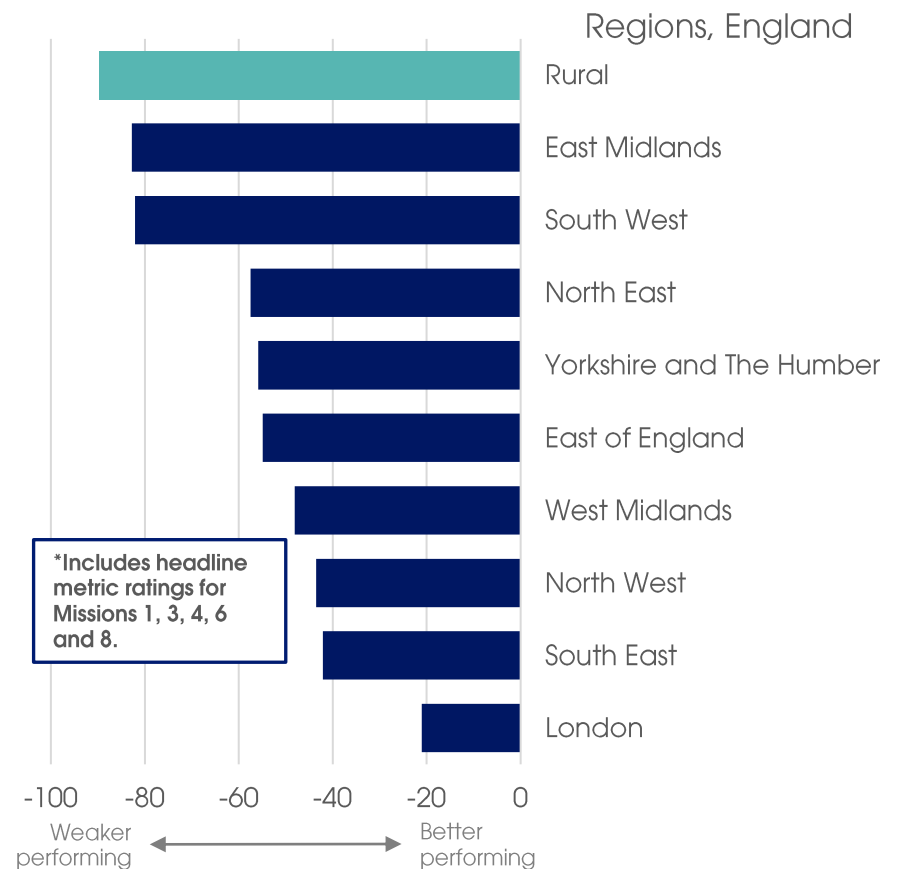 Regions, England
Rural
East Midlands
South West
North East
Yorkshire and The Humber
East of England
West Midlands
North West
South East
London
*Includes headline
metric ratings for
Missions 1, 3, 4, 6
and 8.
-100 -80 -60 -40 -20 0
Weaker
performing
Better
performing